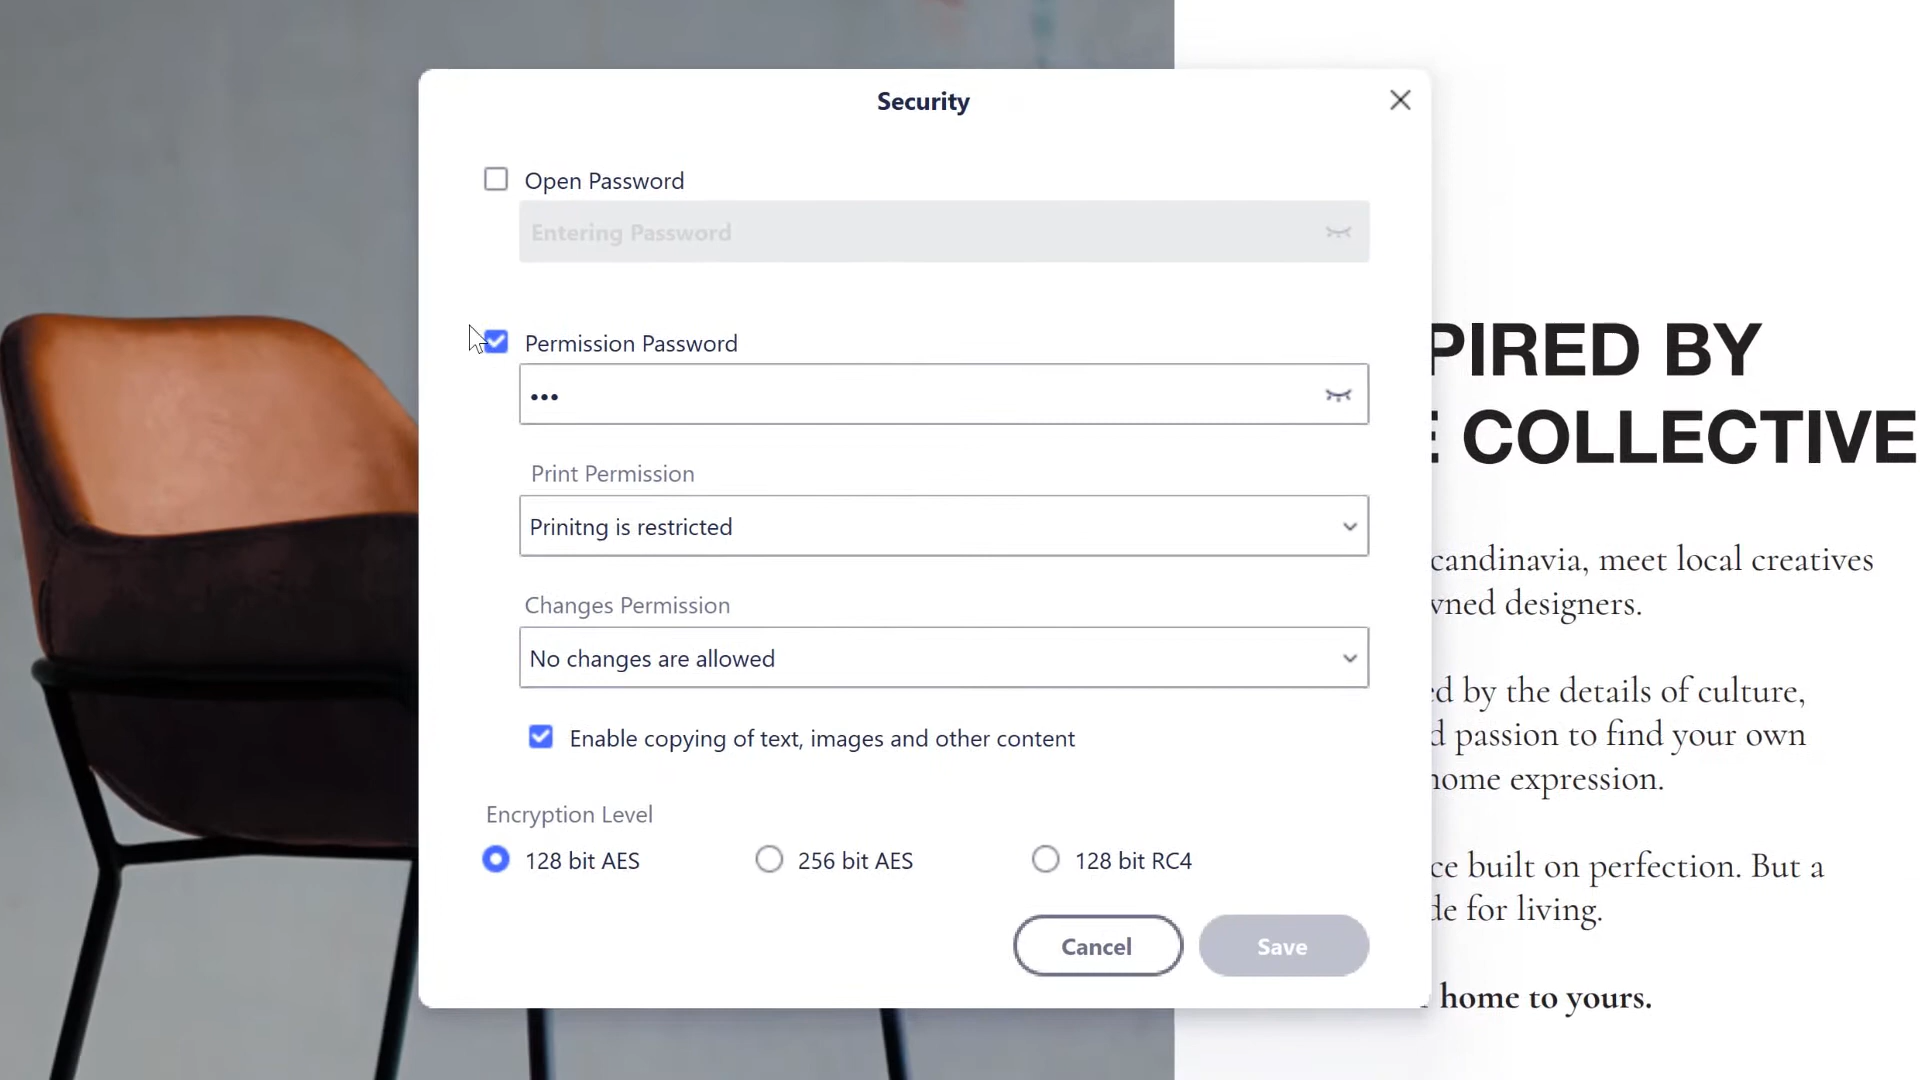 Security
Open Password
Entering Password
Permission Password
•••
Print Permission
Prinitng is restricted
Changes Permission
No changes are allowed
Enable copying of text, images and other content
Encryption Level
128 bit AES
256 bit AES
128 bit RC4
Cancel
Save
PIRED BY
COLLECTIVE
candinavia, meet local creatives
wned designers.
ed by the details of culture,
d passion to find your own
home expression.
ce built on perfection. But a
de for living.
home to yours.